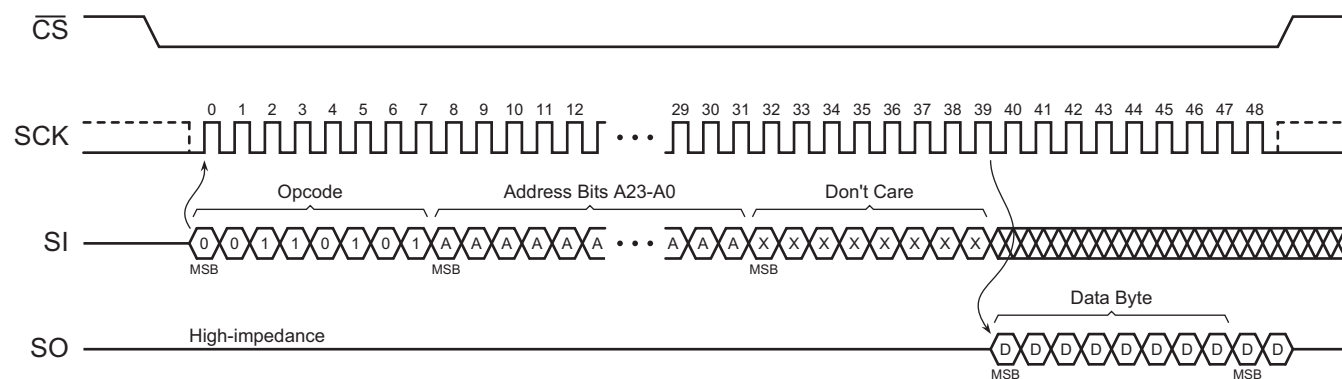 CS
0 1 2 3 4 5 6 7 8 9 10 11 12 29 30 31 32 33 34 35 36 37 38 39 40 41 42 43 44 45 46 47 48
SCK
Opcode Address Bits A23-A0 Don't Care
SI 0 0 1 1 0 1 0 1 A A A A A A A A A X X X X X X X X
MSB MSB MSB
Data Byte
High-impedance
SO D D D D D D D D D D
MSB MSB